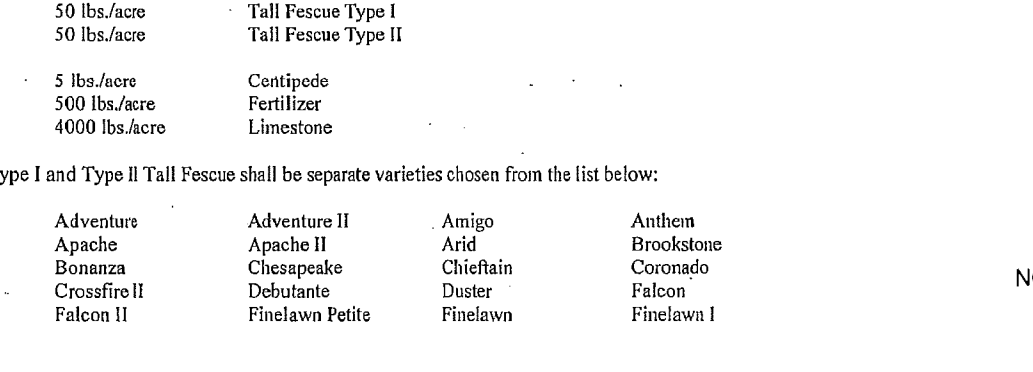 50 lbs./acre Tall Fescue Type I
50 lbs./acre Tall Fescue Type II
5 lbs./acre Centipede
500 lbs./acre Fertilizer
4000 lbs./acre Limestone
ype I and Type II Tall Fescue shall be separate varieties chosen from the list below:
Adventure Adventure II Amigo Anthem
Apache Apache II Arid Brookstone
Bonanza Chesapeake Chieftain Coronado
Crossfire II Debutante Duster Falcon
Falcon II Finelawn Petite Finelawn Finelawn I